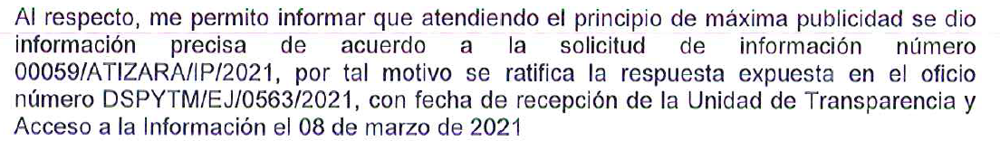 Al respecto, me permito informar que atendiendo el principio de máxima publicidad se dio
información precisa de acuerdo a la solicitud de información número
00059/ATIZARA/IP/2021, por tal motivo se ratifica la respuesta expuesta en el oficio
número DSPYTM/EJ/0563/2021, con fecha de recepción de la Unidad de Transparencia y
Acceso a la Información el 08 de marzo de 2021